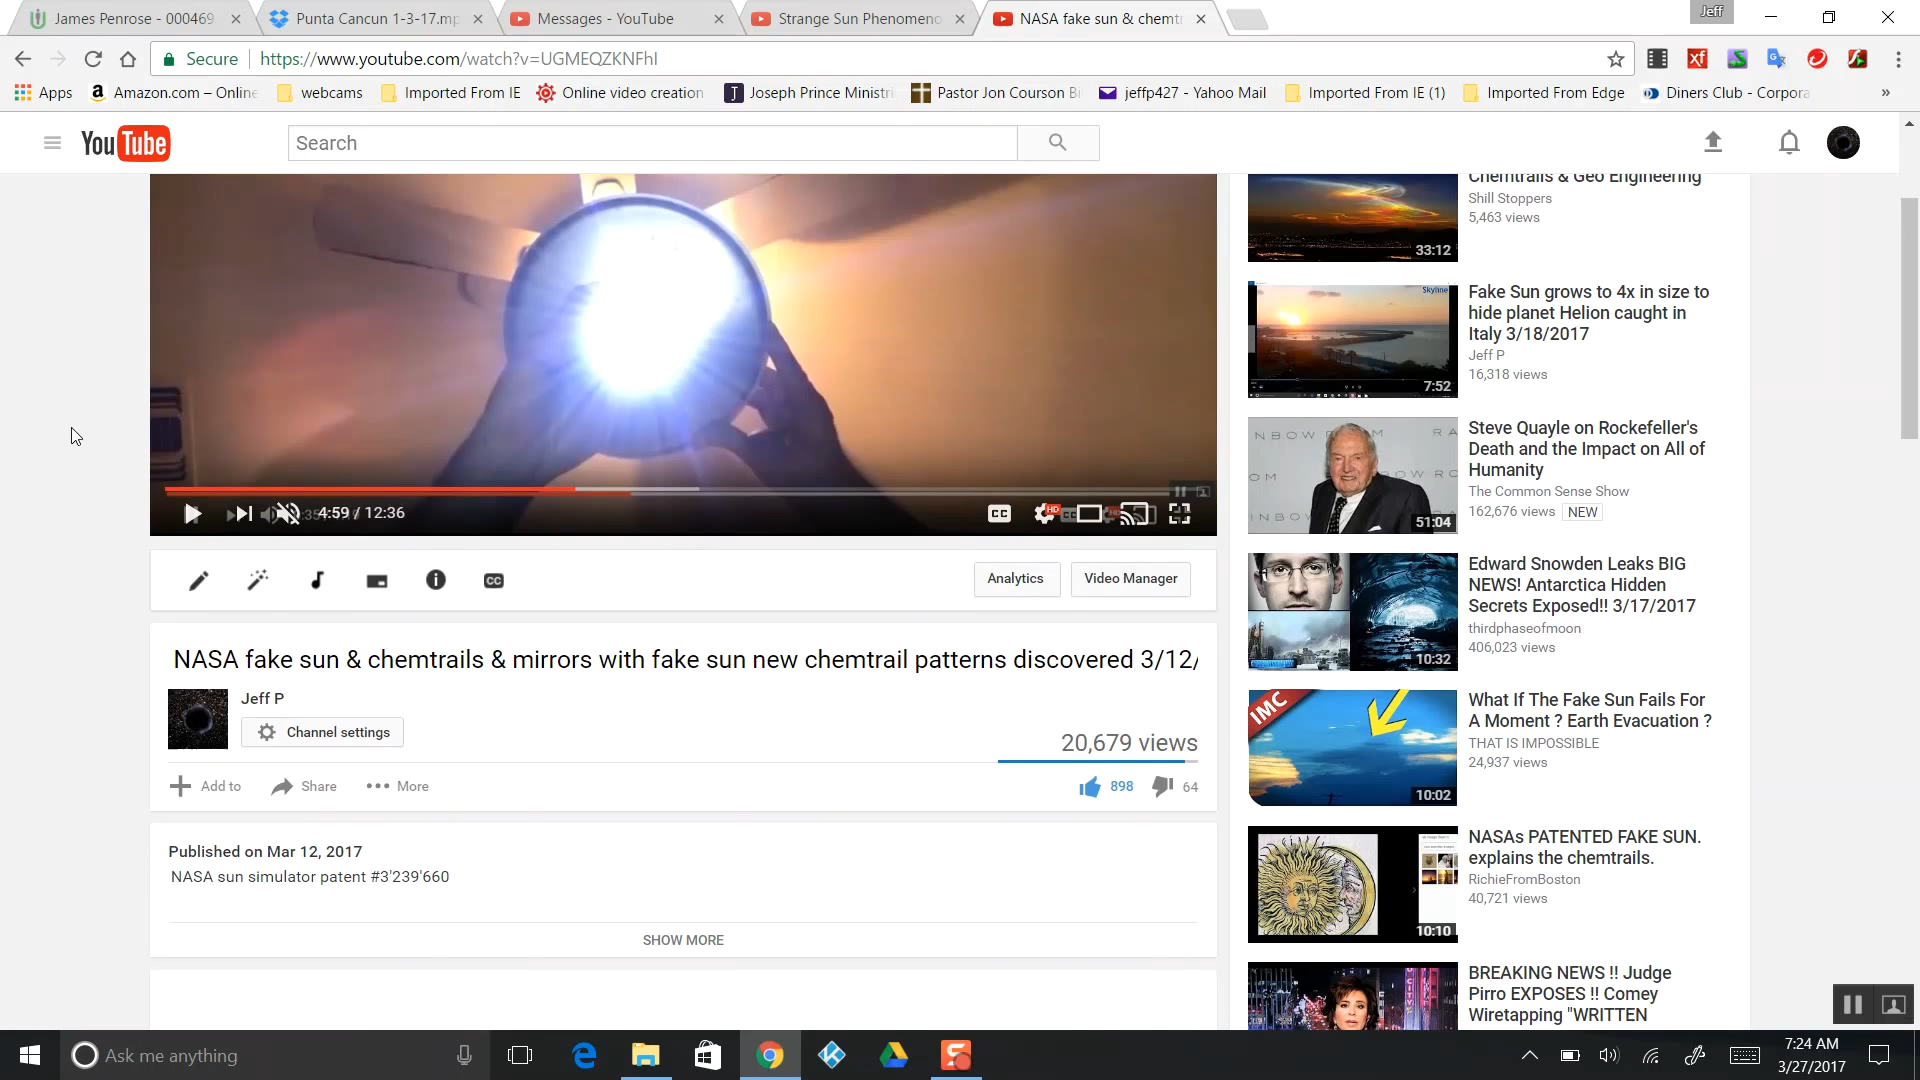 James Penrose - 000469
Punta Cancun 1-3-17.mp
Messages - YouTube
Strange Sun Phenomeno
NASA fake sun & chemtr
Jeff
Secure
https://www.youtube.com/watch?v=UGMEQZKNFhI
Apps
Amazon.com – Online
webcams
Imported From IE
Online video creation
Joseph Prince Ministri
Pastor Jon Courson Bi
jeffp427 - Yahoo Mail
Imported From IE (1)
Imported From Edge
Diners Club - Corpora
»
YouTube
Search
Chemtrails & Geo Engineering
Shill Stoppers
5,463 views
33:12
Skyline
Fake Sun grows to 4x in size to
hide planet Helion caught in
Italy 3/18/2017
Jeff P
16,318 views
7:52
Steve Quayle on Rockefeller's
Death and the Impact on All of
Humanity
The Common Sense Show
162,676 views NEW
51:04
4:59 / 12:36
CC
HD
Edward Snowden Leaks BIG
NEWS! Antarctica Hidden
Secrets Exposed!! 3/17/2017
thirdphaseofmoon
406,023 views
10:32
CC
Analytics
Video Manager
NASA fake sun & chemtrails & mirrors with fake sun new chemtrail patterns discovered 3/12/
Jeff P
Channel settings
20,679 views
Add to
Share
More
898
64
IMC
What If The Fake Sun Fails For
A Moment ? Earth Evacuation ?
THAT IS IMPOSSIBLE
24,937 views
10:02
Published on Mar 12, 2017
NASA sun simulator patent #3'239'660
SHOW MORE
NASAs PATENTED FAKE SUN.
explains the chemtrails.
RichieFromBoston
40,721 views
10:10
BREAKING NEWS !! Judge
Pirro EXPOSES !! Comey
Wiretapping "WRITTEN
Ask me anything
7:24 AM
3/27/2017